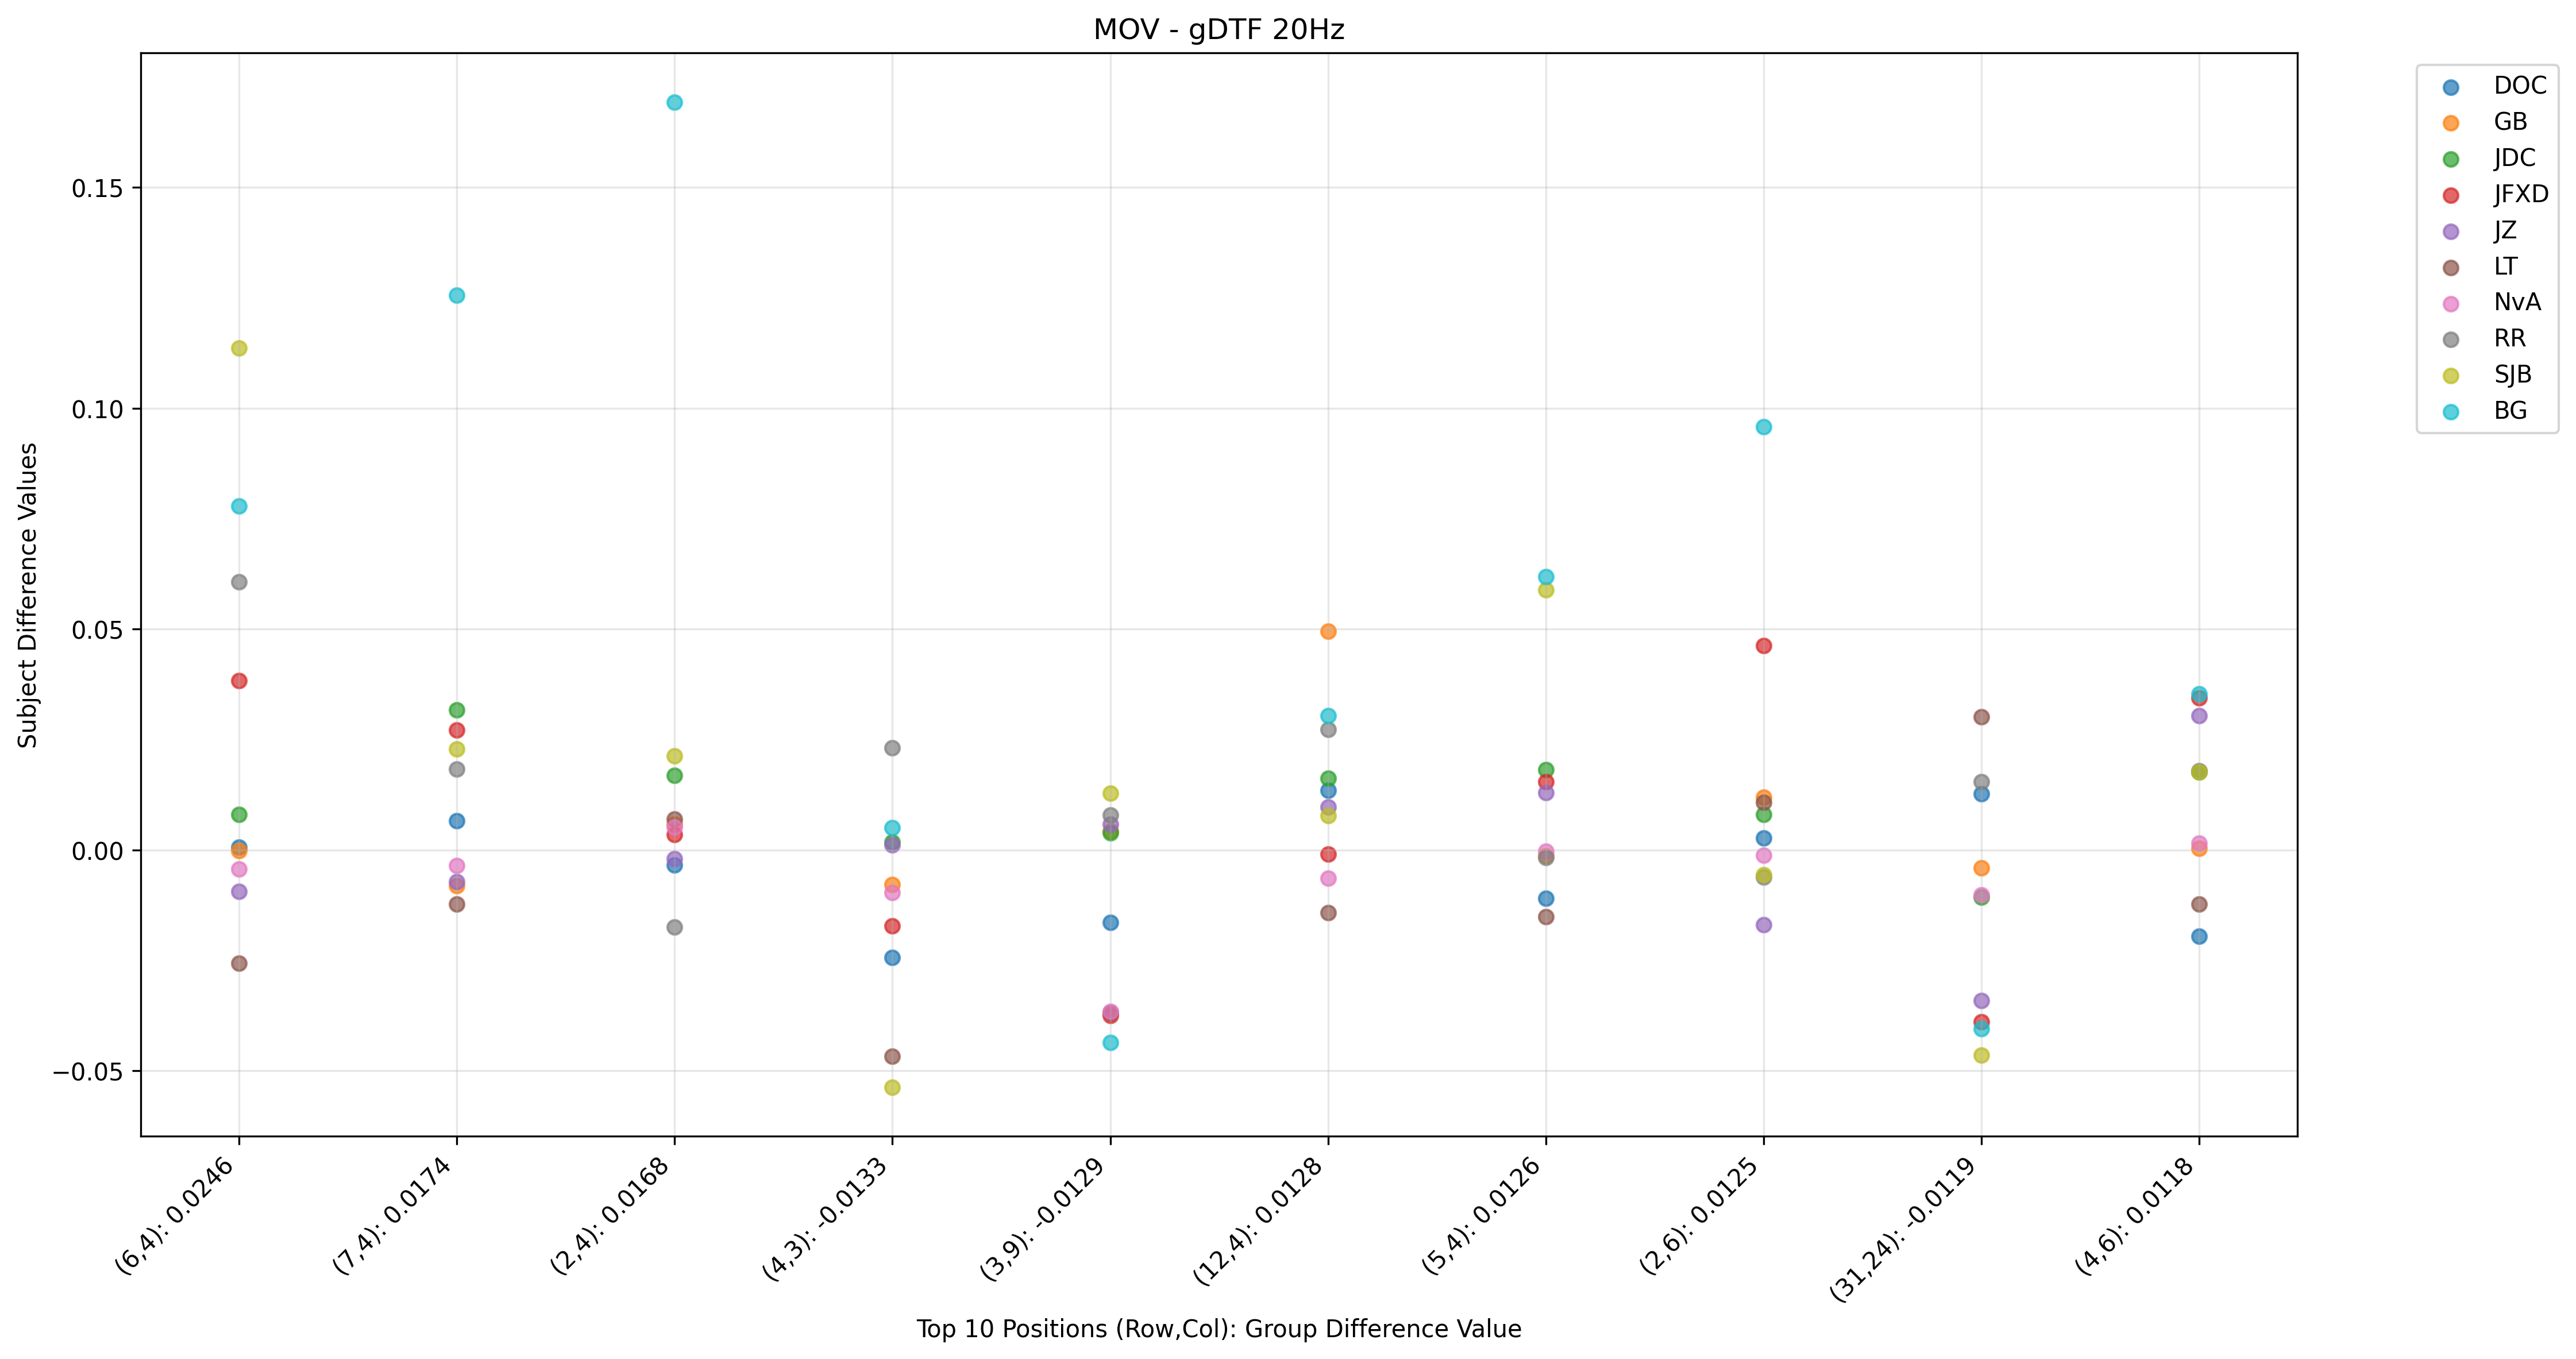 MOV - gDTF 20Hz
Subject Difference Values
0.15
0.10
0.05
0.00
−0.05
(6,4): 0.0246
(7,4): 0.0174
(2,4): 0.0168
(4,3): -0.0133
(3,9): -0.0129
(12,4): 0.0128
(5,4): 0.0126
(2,6): 0.0125
(31,24): -0.0119
(4,6): 0.0118
Top 10 Positions (Row,Col): Group Difference Value
DOC
GB
JDC
JFXD
JZ
LT
NvA
RR
SJB
BG